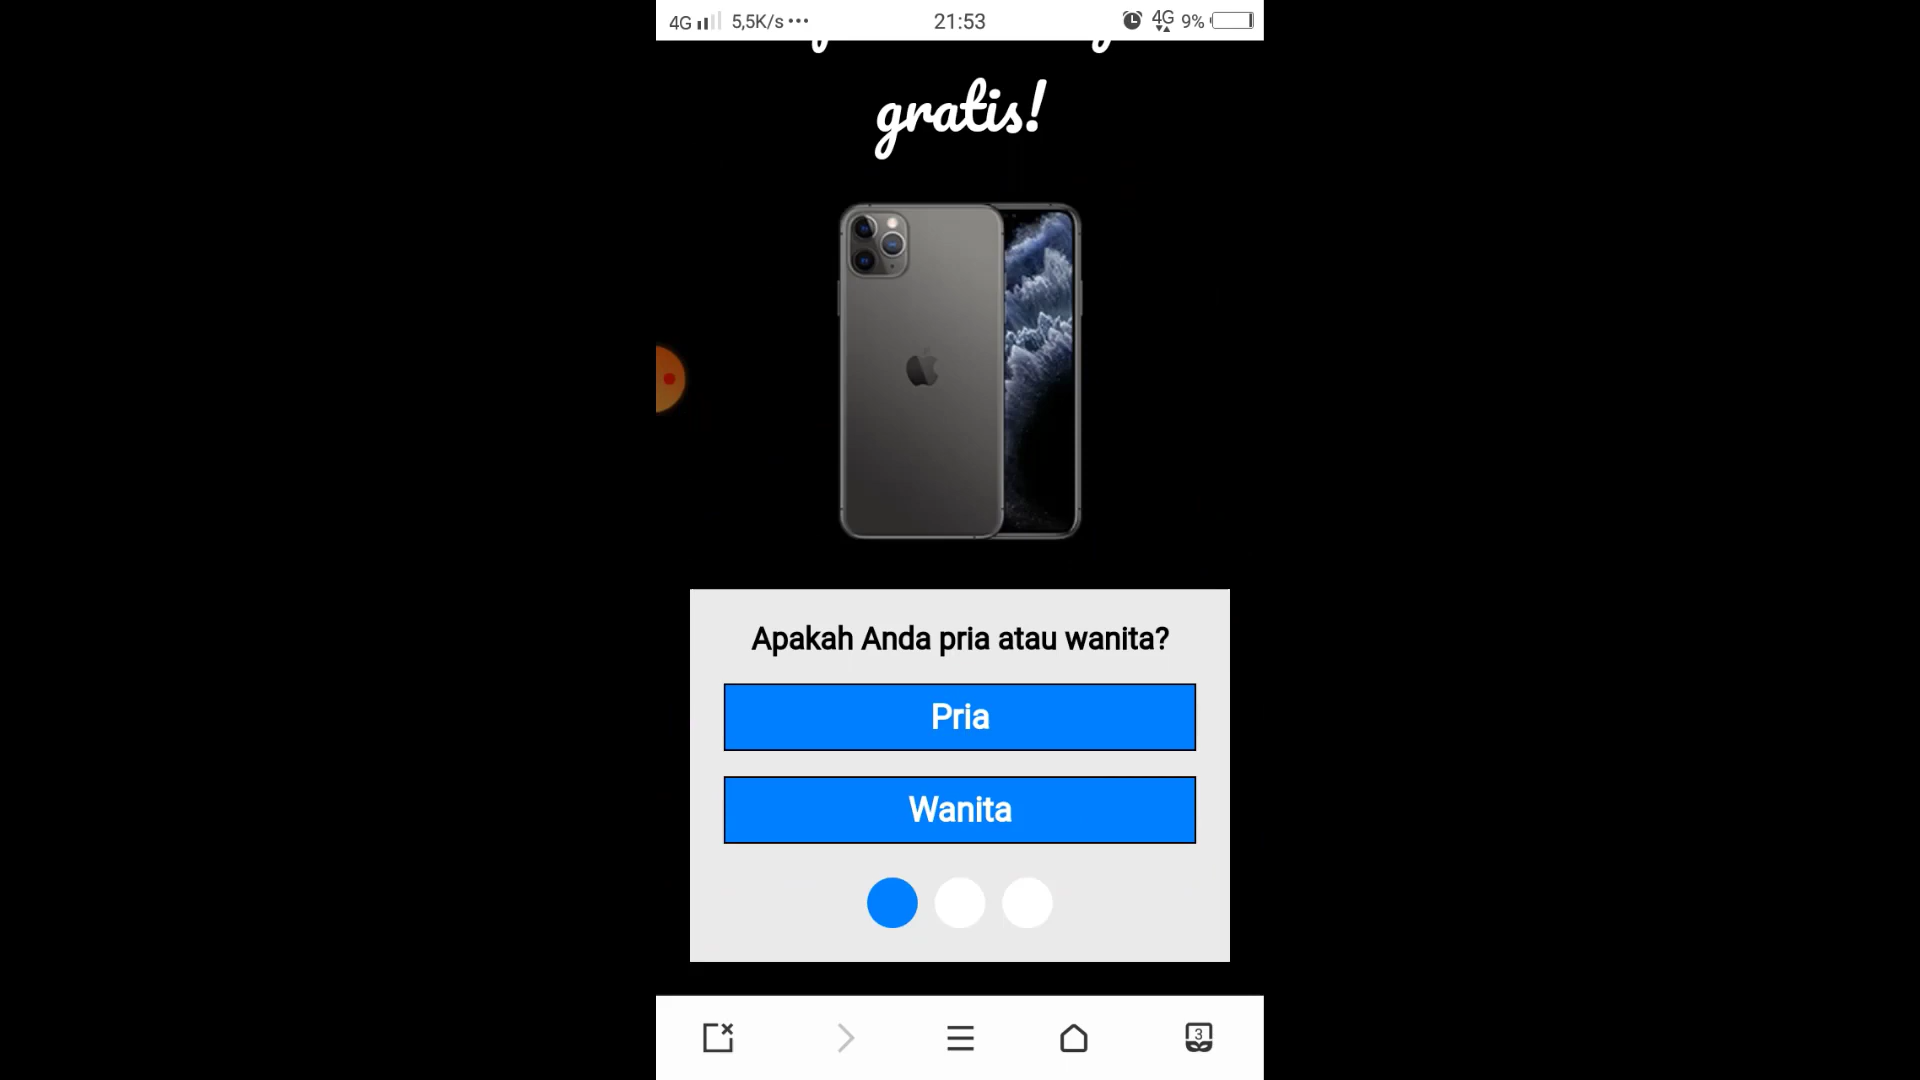 4G 5,5K/s ••• 21:53 4G 9%
gratis!
Apakah Anda pria atau wanita?
Pria
Wanita
3